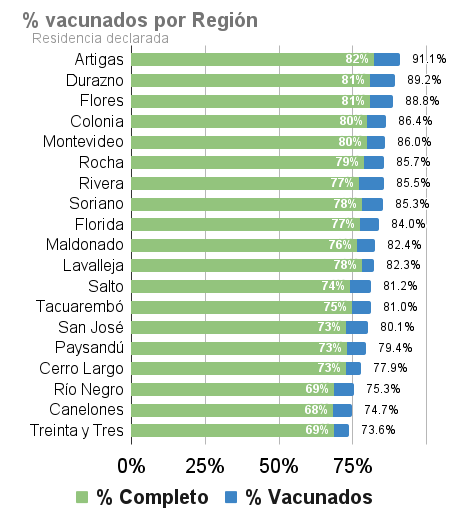 % vacunados por Región
Residencia declarada
Artigas 82% 91.1%
Durazno 81% 89.2%
Flores 81% 88.8%
Colonia 80% 86.4%
Montevideo 80% 86.0%
Rocha 79% 85.7%
Rivera 77% 85.5%
Soriano 78% 85.3%
Florida 77% 84.0%
Maldonado 76% 82.4%
Lavalleja 78% 82.3%
Salto 74% 81.2%
Tacuarembó 75% 81.0%
San José 73% 80.1%
Paysandú 73% 79.4%
Cerro Largo 73% 77.9%
Río Negro 69% 75.3%
Canelones 68% 74.7%
Treinta y Tres 69% 73.6%
0% 25% 50% 75%
% Completo % Vacunados